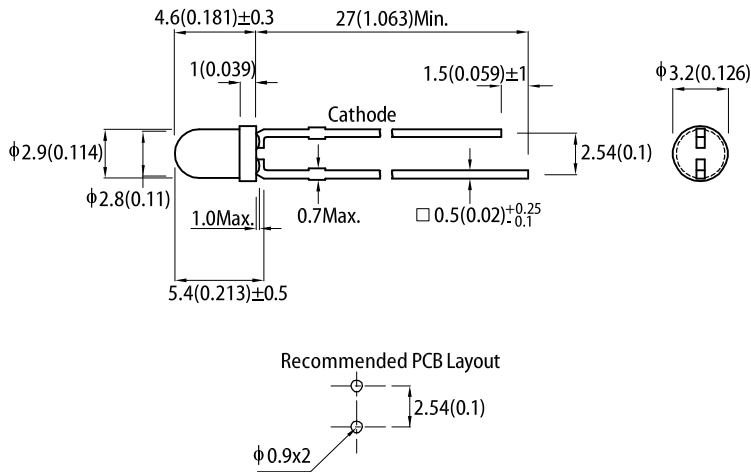 4.6(0.181)±0.3
27(1.063)Min.
1(0.039)
1.5(0.059)±1
ϕ3.2(0.126)
Cathode
ϕ2.9(0.114)
2.54(0.1)
ϕ2.8(0.11)
1.0Max.
0.7Max.
□ 0.5(0.02)+0.25 -0.1
5.4(0.213)±0.5
Recommended PCB Layout
2.54(0.1)
ϕ0.9x2